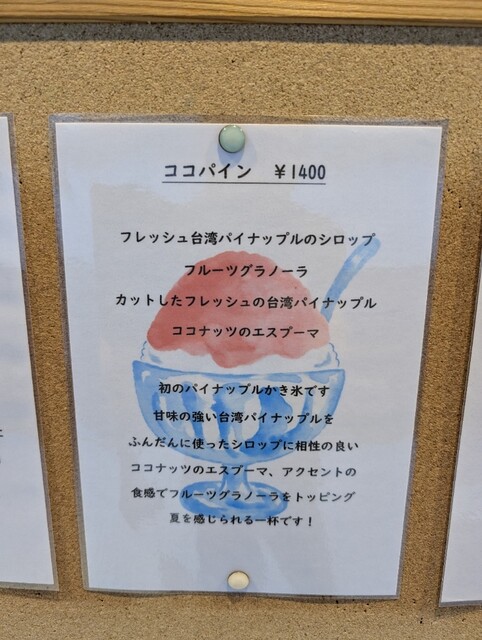 ココパイン ￥1400
フレッシュ台湾パイナップルのシロップ
フルーツグラノーラ
カットしたフレッシュの台湾パイナップル
ココナッツのエスプーマ
初のパイナップルかき氷です
甘味の強い台湾パイナップルを
ふんだんに使ったシロップに相性の良い
ココナッツのエスプーマ、アクセントの
食感でフルーツグラノーラをトッピング
夏を感じられる一杯です！